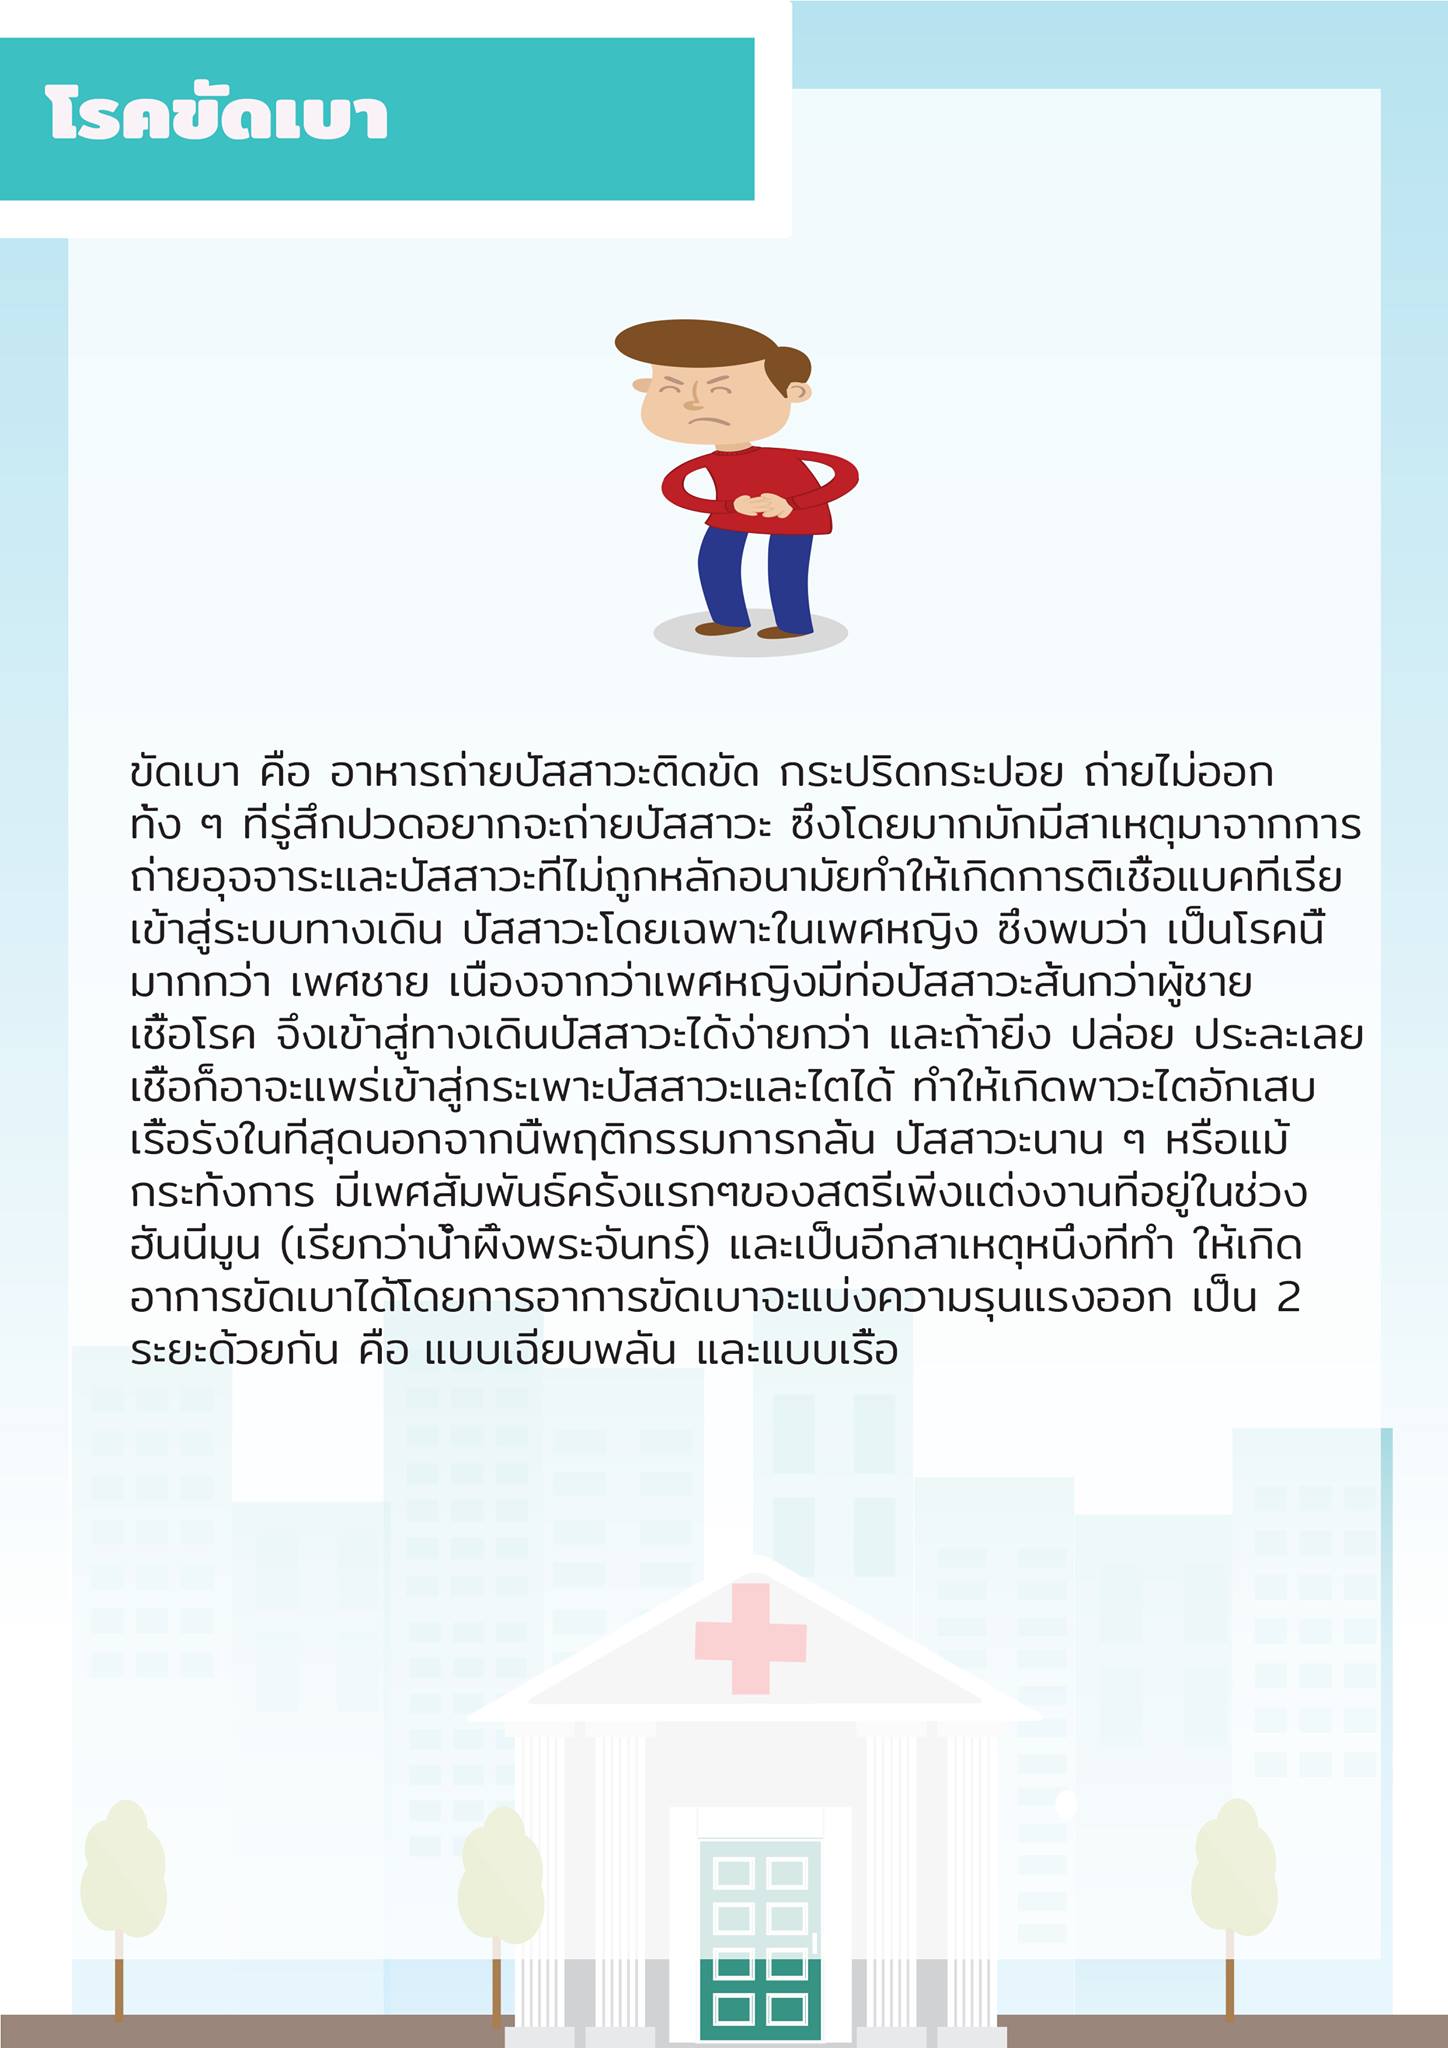 โรคขัดเบา
ขัดเบา คือ อาหารถ่ายปัสสาวะติดขัด กระปริดกระปอย ถ่ายไม่ออก
ทั้ง ๆ ที่รู้สึกปวดอยากจะถ่ายปัสสาวะ ซึ่งโดยมากมักมีสาเหตุมาจากการ
ถ่ายอุจจาระและปัสสาวะที่ไม่ถูกหลักอนามัยทำให้เกิดการติเชื้อแบคทีเรีย
เข้าสู่ระบบทางเดิน ปัสสาวะโดยเฉพาะในเพศหญิง ซึ่งพบว่า เป็นโรคนี้
มากกว่า เพศชาย เนื่องจากว่าเพศหญิงมีท่อปัสสาวะสั้นกว่าผู้ชาย
เชื้อโรค จึงเข้าสู่ทางเดินปัสสาวะได้ง่ายกว่า และถ้ายิ่ง ปล่อย ประละเลย
เชื้อก็อาจะแพร่เข้าสู่กระเพาะปัสสาวะและไตได้ ทำให้เกิดพาวะไตอักเสบ
เรื้อรังในที่สุดนอกจากนี้พฤติกรรมการกลั้น ปัสสาวะนาน ๆ หรือแม้
กระทั่งการ มีเพศสัมพันธ์ครั้งแรกๆของสตรีเพิ่งแต่งงานที่อยู่ในช่วง
ฮันนีมูน (เรียกว่าน้ำผึ้งพระจันทร์) และเป็นอีกสาเหตุหนึ่งที่ทำ ให้เกิด
อาการขัดเบาได้โดยการอาการขัดเบาจะแบ่งความรุนแรงออก เป็น 2
ระยะด้วยกัน คือ แบบเฉียบพลัน และแบบเรื้อ